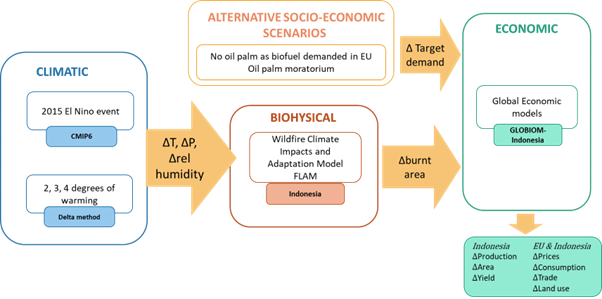 ALTERNATIVE SOCIO-ECONOMIC
SCENARIOS
No oil palm as biofuel demanded in EU
Oil palm moratorium
Δ Target
demand
ECONOMIC
Global Economic
models
GLOBIOM-
Indonesia
CLIMATIC
2015 El Nino event
CMIP6
2, 3, 4 degrees of
warming
Delta method
ΔT, ΔP,
Δrel
humidity
BIOHYSICAL
Wildfire Climate
Impacts and
Adaptation Model
FLAM
Indonesia
Δburnt
area
Indonesia
ΔProduction
ΔArea
ΔYield
EU & Indonesia
ΔPrices
ΔConsumption
ΔTrade
ΔLand use